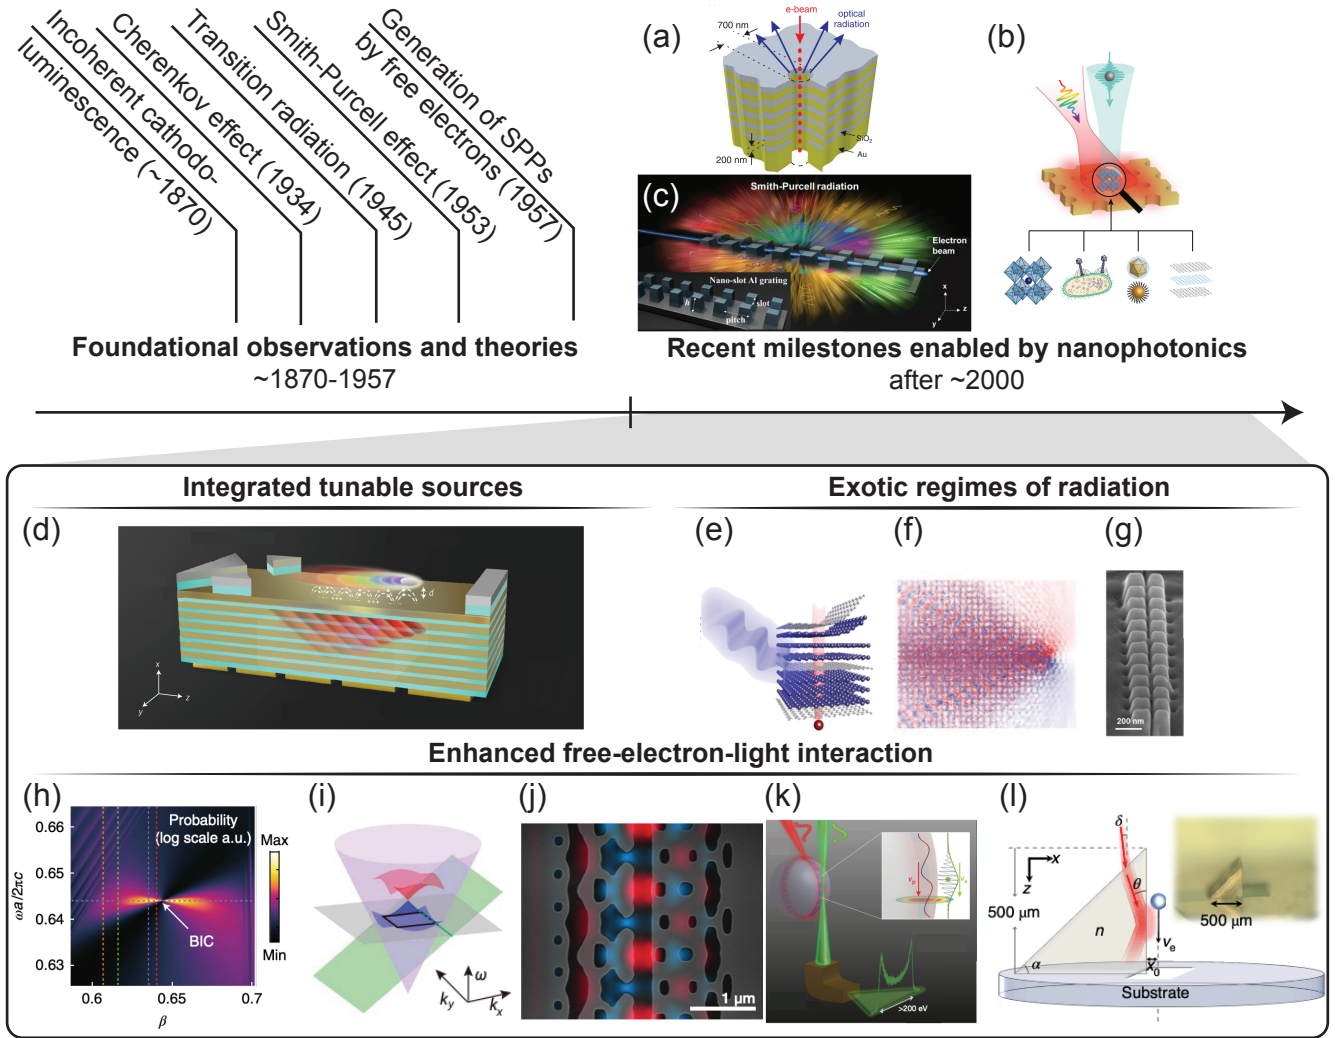 Incoherent cathodo-
luminescence (~1870)
Cherenkov effect (1934)
Transition radiation (1945)
Smith-Purcell effect (1953)
Generation of SPPs
by free electrons (1957)
Foundational observations and theories
~1870-1957
(a)
e-beam
700 nm
optical
radiation
SiO₂
Au
200 nm
(b)
(c)
Smith-Purcell radiation
Electron
beam
Nano-slot Al grating
h
slot
pitch
x
y
z
Recent milestones enabled by nanophotonics
after ~2000
Integrated tunable sources
Exotic regimes of radiation
(d)
d
x
y
z
(e)
(f)
(g)
200 nm
Enhanced free-electron-light interaction
(h)
0.66
0.65
0.64
0.63
ωa/2πc
Probability
(log scale a.u.)
Max
Min
BIC
0.6
0.65
0.7
β
(i)
ω
k_y
k_x
(j)
1 µm
(k)
v_p
v_e
>200 eV
(l)
δ
x
z
θ
500 µm
n
v_e
α
x₀
Substrate
500 µm